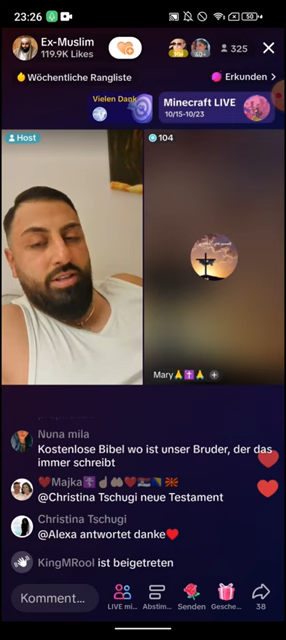 23:26
50
Ex-Muslim
119.9K Likes
325
Wöchentliche Rangliste
Erkunden >
Vielen Dank
Minecraft LIVE
10/15-10/23
Host
104
Mary🙏✝️🙏 +
Nuna mila
Kostenlose Bibel wo ist unser Bruder, der das
immer schreibt
@Christina Tschugi neue Testament
Christina Tschugi
@Alexa antwortet danke❤️
KingMRool ist beigetreten
Komment...
LIVE mi...
Abstim...
Senden
Gesche...
38